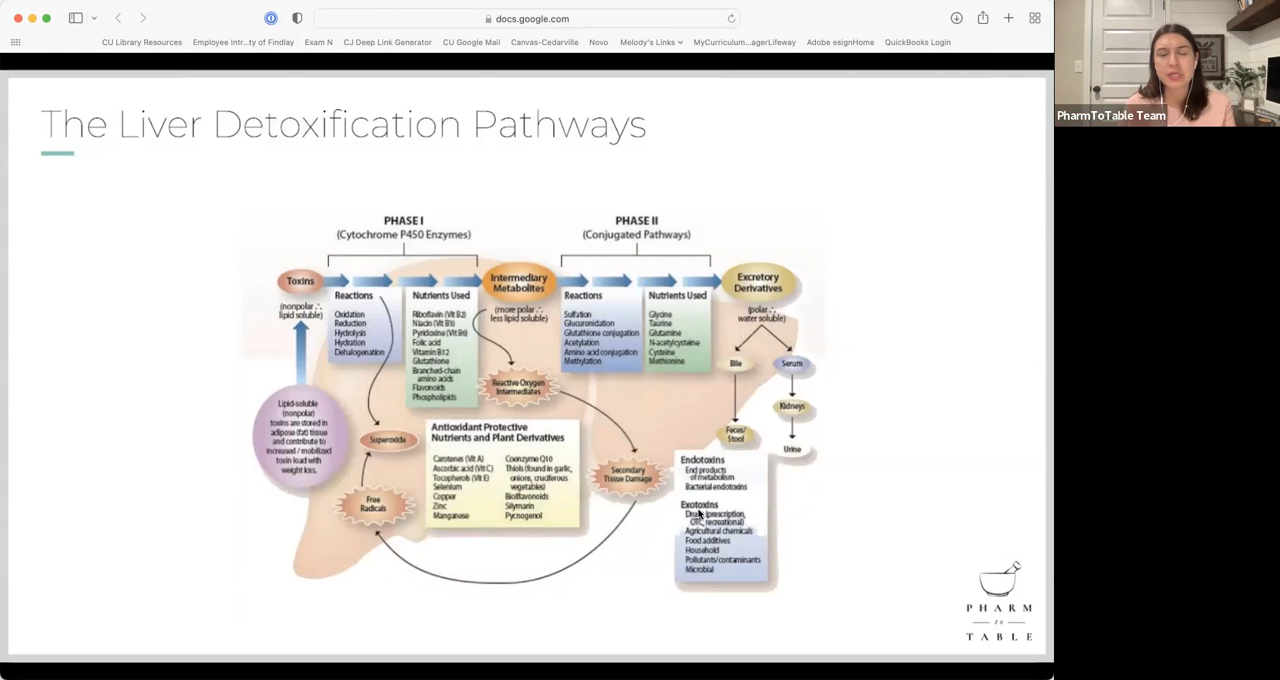 docs.google.com
CU Library Resources Employee Intr...ty of Findlay Exam N CJ Deep Link Generator CU Google Mail Canvas-Cedarville Novo Melody's Links MyCurriculum...agerLifeway Adobe esignHome QuickBooks Login
PharmToTable Team
The Liver Detoxification Pathways
PHASE I
(Cytochrome P450 Enzymes)
PHASE II
(Conjugated Pathways)
Toxins
(nonpolar ∴
lipid soluble)
Reactions
Oxidation
Reduction
Hydrolysis
Hydration
Dehalogenation
Nutrients Used
Riboflavin (Vit B2)
Niacin (Vit B3)
Pyridoxine (Vit B6)
Folic acid
Vitamin B12
Glutathione
Branched-chain
amino acids
Flavonoids
Phospholipids
Intermediary
Metabolites
(more polar ∴
less lipid soluble)
Reactions
Sulfation
Glucuronidation
Glutathione conjugation
Acetylation
Amino acid conjugation
Methylation
Nutrients Used
Glycine
Taurine
Glutamine
N-acetylcysteine
Cysteine
Methionine
Excretory
Derivatives
(polar ∴
water soluble)
Bile
Serum
Feces/
Stool
Kidneys
Urine
Lipid-soluble
(nonpolar)
toxins are stored in
adipose (fat) tissue
and contribute to
increased / mobilized
toxin load with
weight loss.
Reactive Oxygen
Intermediates
Superoxide
Free
Radicals
Secondary
Tissue Damage
Antioxidant Protective
Nutrients and Plant Derivatives
Carotenes (Vit A)
Ascorbic acid (Vit C)
Tocopherols (Vit E)
Selenium
Copper
Zinc
Manganese
Coenzyme Q10
Thiols (found in garlic,
onions, cruciferous
vegetables)
Bioflavonoids
Silymarin
Pycnogenol
Endotoxins
End products
of metabolism
Bacterial endotoxins
Exotoxins
Drugs (prescription,
OTC, recreational)
Agricultural chemicals
Food additives
Household
Pollutants/contaminants
Microbial
PHARM
to
TABLE